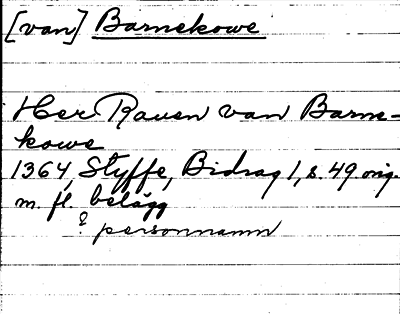 [van] Barnekowe
Her Rauen van Barne-
kowe
1364, Styffe, Bidrag 1, s. 49 orig.
m. fl. belägg
? personnamn